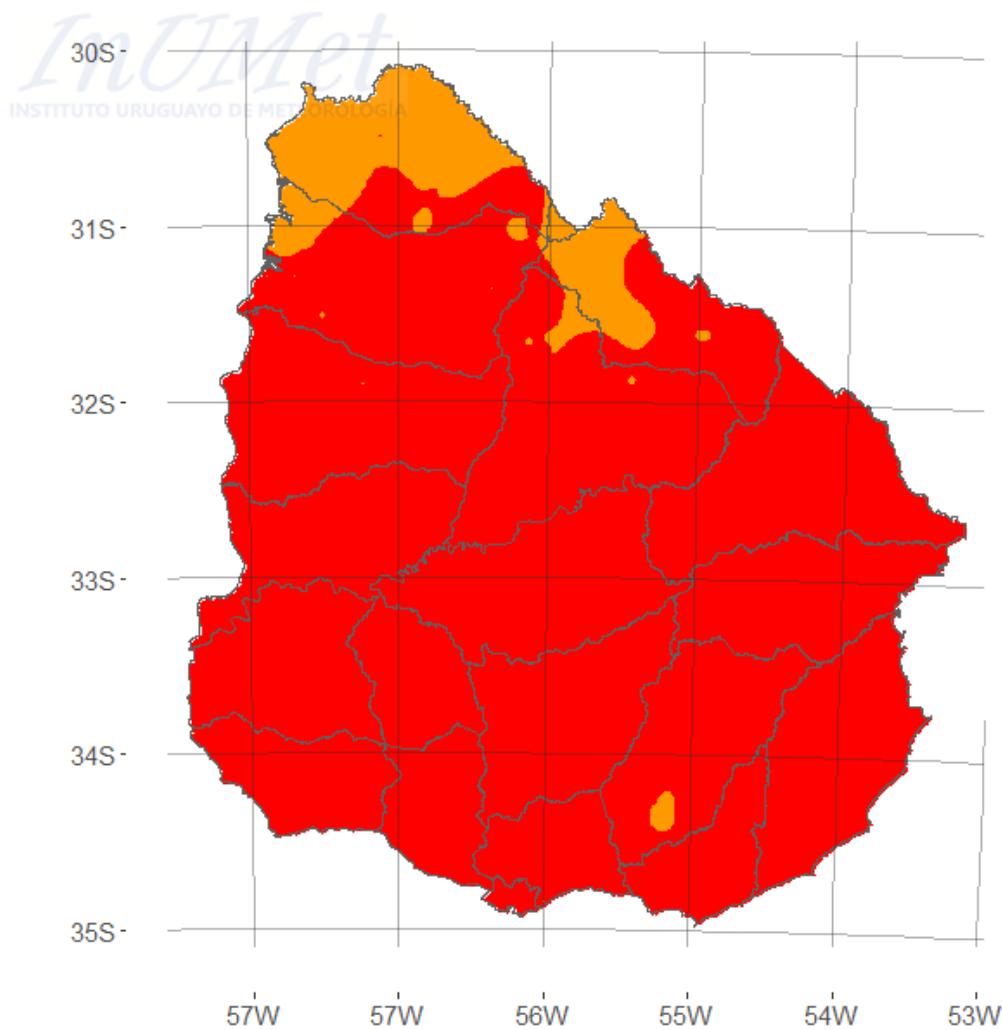 InUMet
INSTITUTO URUGUAYO DE METEOROLOGÍA
30S
31S
32S
33S
34S
35S
57W 57W 56W 55W 54W 53W